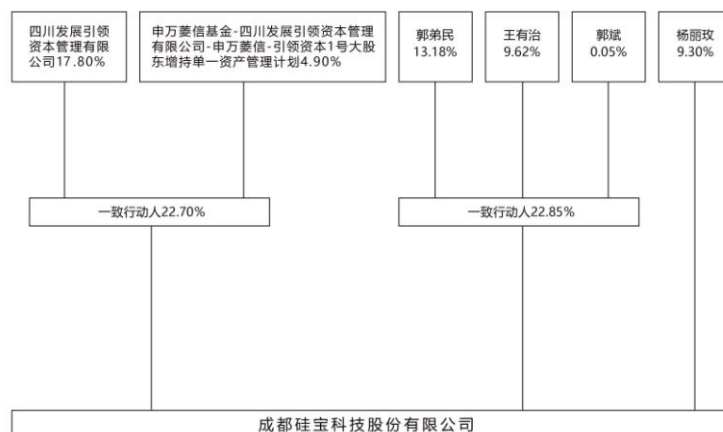 四川发展引领
资本管理有限
公司17.80%
申万菱信基金-四川发展引领资本管理
有限公司-申万菱信-引领资本1号大股
东增持单一资产管理计划4.90%
郭弟民
13.18%
王有治
9.62%
郭斌
0.05%
杨丽玫
9.30%
一致行动人22.70%
一致行动人22.85%
成都硅宝科技股份有限公司